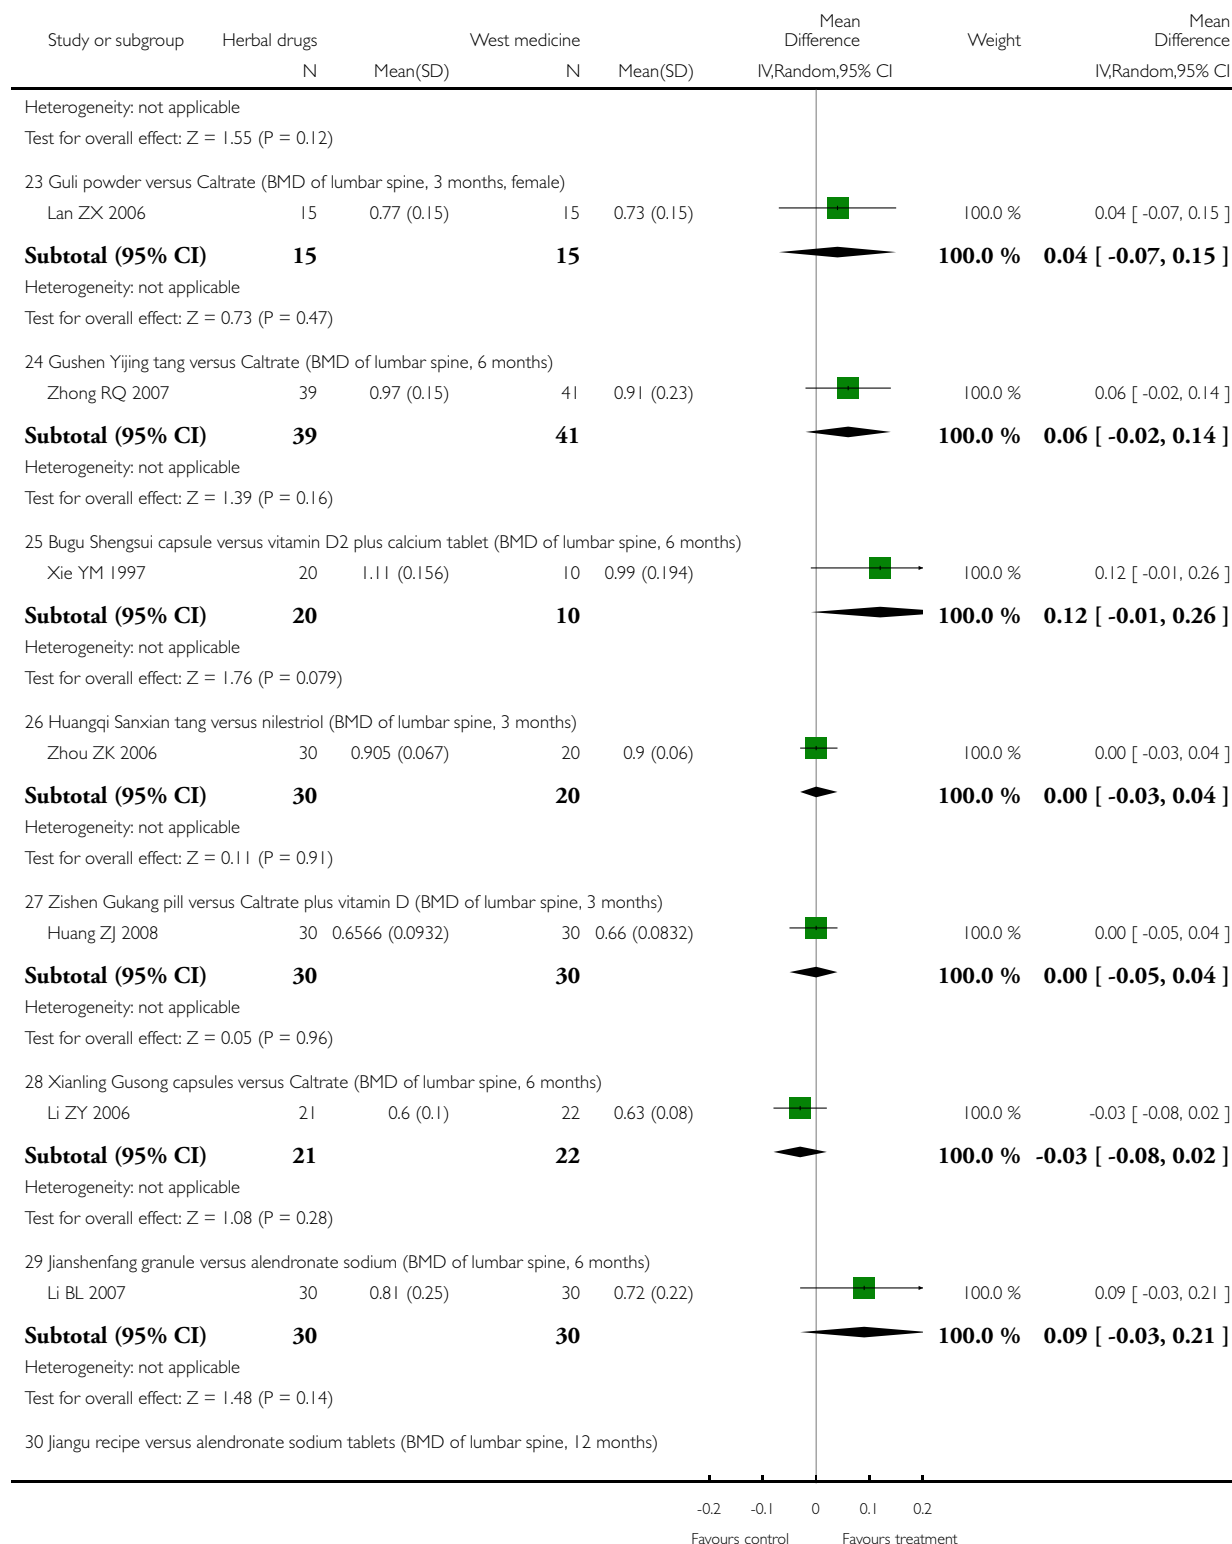 Study or subgroup Herbal drugs West medicine Mean Difference Weight Mean Difference
N Mean(SD) N Mean(SD) IV,Random,95% CI IV,Random,95% CI
Heterogeneity: not applicable
Test for overall effect: Z = 1.55 (P = 0.12)
23 Guli powder versus Caltrate (BMD of lumbar spine, 3 months, female)
Lan ZX 2006 15 0.77 (0.15) 15 0.73 (0.15) 100.0 % 0.04 [ -0.07, 0.15 ]
Subtotal (95% CI) 15 15 100.0 % 0.04 [ -0.07, 0.15 ]
Heterogeneity: not applicable
Test for overall effect: Z = 0.73 (P = 0.47)
24 Gushen Yijing tang versus Caltrate (BMD of lumbar spine, 6 months)
Zhong RQ 2007 39 0.97 (0.15) 41 0.91 (0.23) 100.0 % 0.06 [ -0.02, 0.14 ]
Subtotal (95% CI) 39 41 100.0 % 0.06 [ -0.02, 0.14 ]
Heterogeneity: not applicable
Test for overall effect: Z = 1.39 (P = 0.16)
25 Bugu Shengsui capsule versus vitamin D2 plus calcium tablet (BMD of lumbar spine, 6 months)
Xie YM 1997 20 1.11 (0.156) 10 0.99 (0.194) 100.0 % 0.12 [ -0.01, 0.26 ]
Subtotal (95% CI) 20 10 100.0 % 0.12 [ -0.01, 0.26 ]
Heterogeneity: not applicable
Test for overall effect: Z = 1.76 (P = 0.079)
26 Huangqi Sanxian tang versus nilestriol (BMD of lumbar spine, 3 months)
Zhou ZK 2006 30 0.905 (0.067) 20 0.9 (0.06) 100.0 % 0.00 [ -0.03, 0.04 ]
Subtotal (95% CI) 30 20 100.0 % 0.00 [ -0.03, 0.04 ]
Heterogeneity: not applicable
Test for overall effect: Z = 0.11 (P = 0.91)
27 Zishen Gukang pill versus Caltrate plus vitamin D (BMD of lumbar spine, 3 months)
Huang ZJ 2008 30 0.6566 (0.0932) 30 0.66 (0.0832) 100.0 % 0.00 [ -0.05, 0.04 ]
Subtotal (95% CI) 30 30 100.0 % 0.00 [ -0.05, 0.04 ]
Heterogeneity: not applicable
Test for overall effect: Z = 0.05 (P = 0.96)
28 Xianling Gusong capsules versus Caltrate (BMD of lumbar spine, 6 months)
Li ZY 2006 21 0.6 (0.1) 22 0.63 (0.08) 100.0 % -0.03 [ -0.08, 0.02 ]
Subtotal (95% CI) 21 22 100.0 % -0.03 [ -0.08, 0.02 ]
Heterogeneity: not applicable
Test for overall effect: Z = 1.08 (P = 0.28)
29 Jianshenfang granule versus alendronate sodium (BMD of lumbar spine, 6 months)
Li BL 2007 30 0.81 (0.25) 30 0.72 (0.22) 100.0 % 0.09 [ -0.03, 0.21 ]
Subtotal (95% CI) 30 30 100.0 % 0.09 [ -0.03, 0.21 ]
Heterogeneity: not applicable
Test for overall effect: Z = 1.48 (P = 0.14)
30 Jiangu recipe versus alendronate sodium tablets (BMD of lumbar spine, 12 months)
-0.2 -0.1 0 0.1 0.2
Favours control Favours treatment